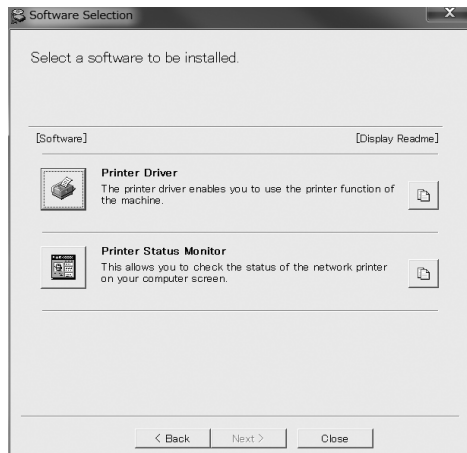 Software Selection
Select a software to be installed.
[Software] [Display Readme]
Printer Driver
The printer driver enables you to use the printer function of
the machine.
Printer Status Monitor
This allows you to check the status of the network printer
on your computer screen.
< Back Next > Close